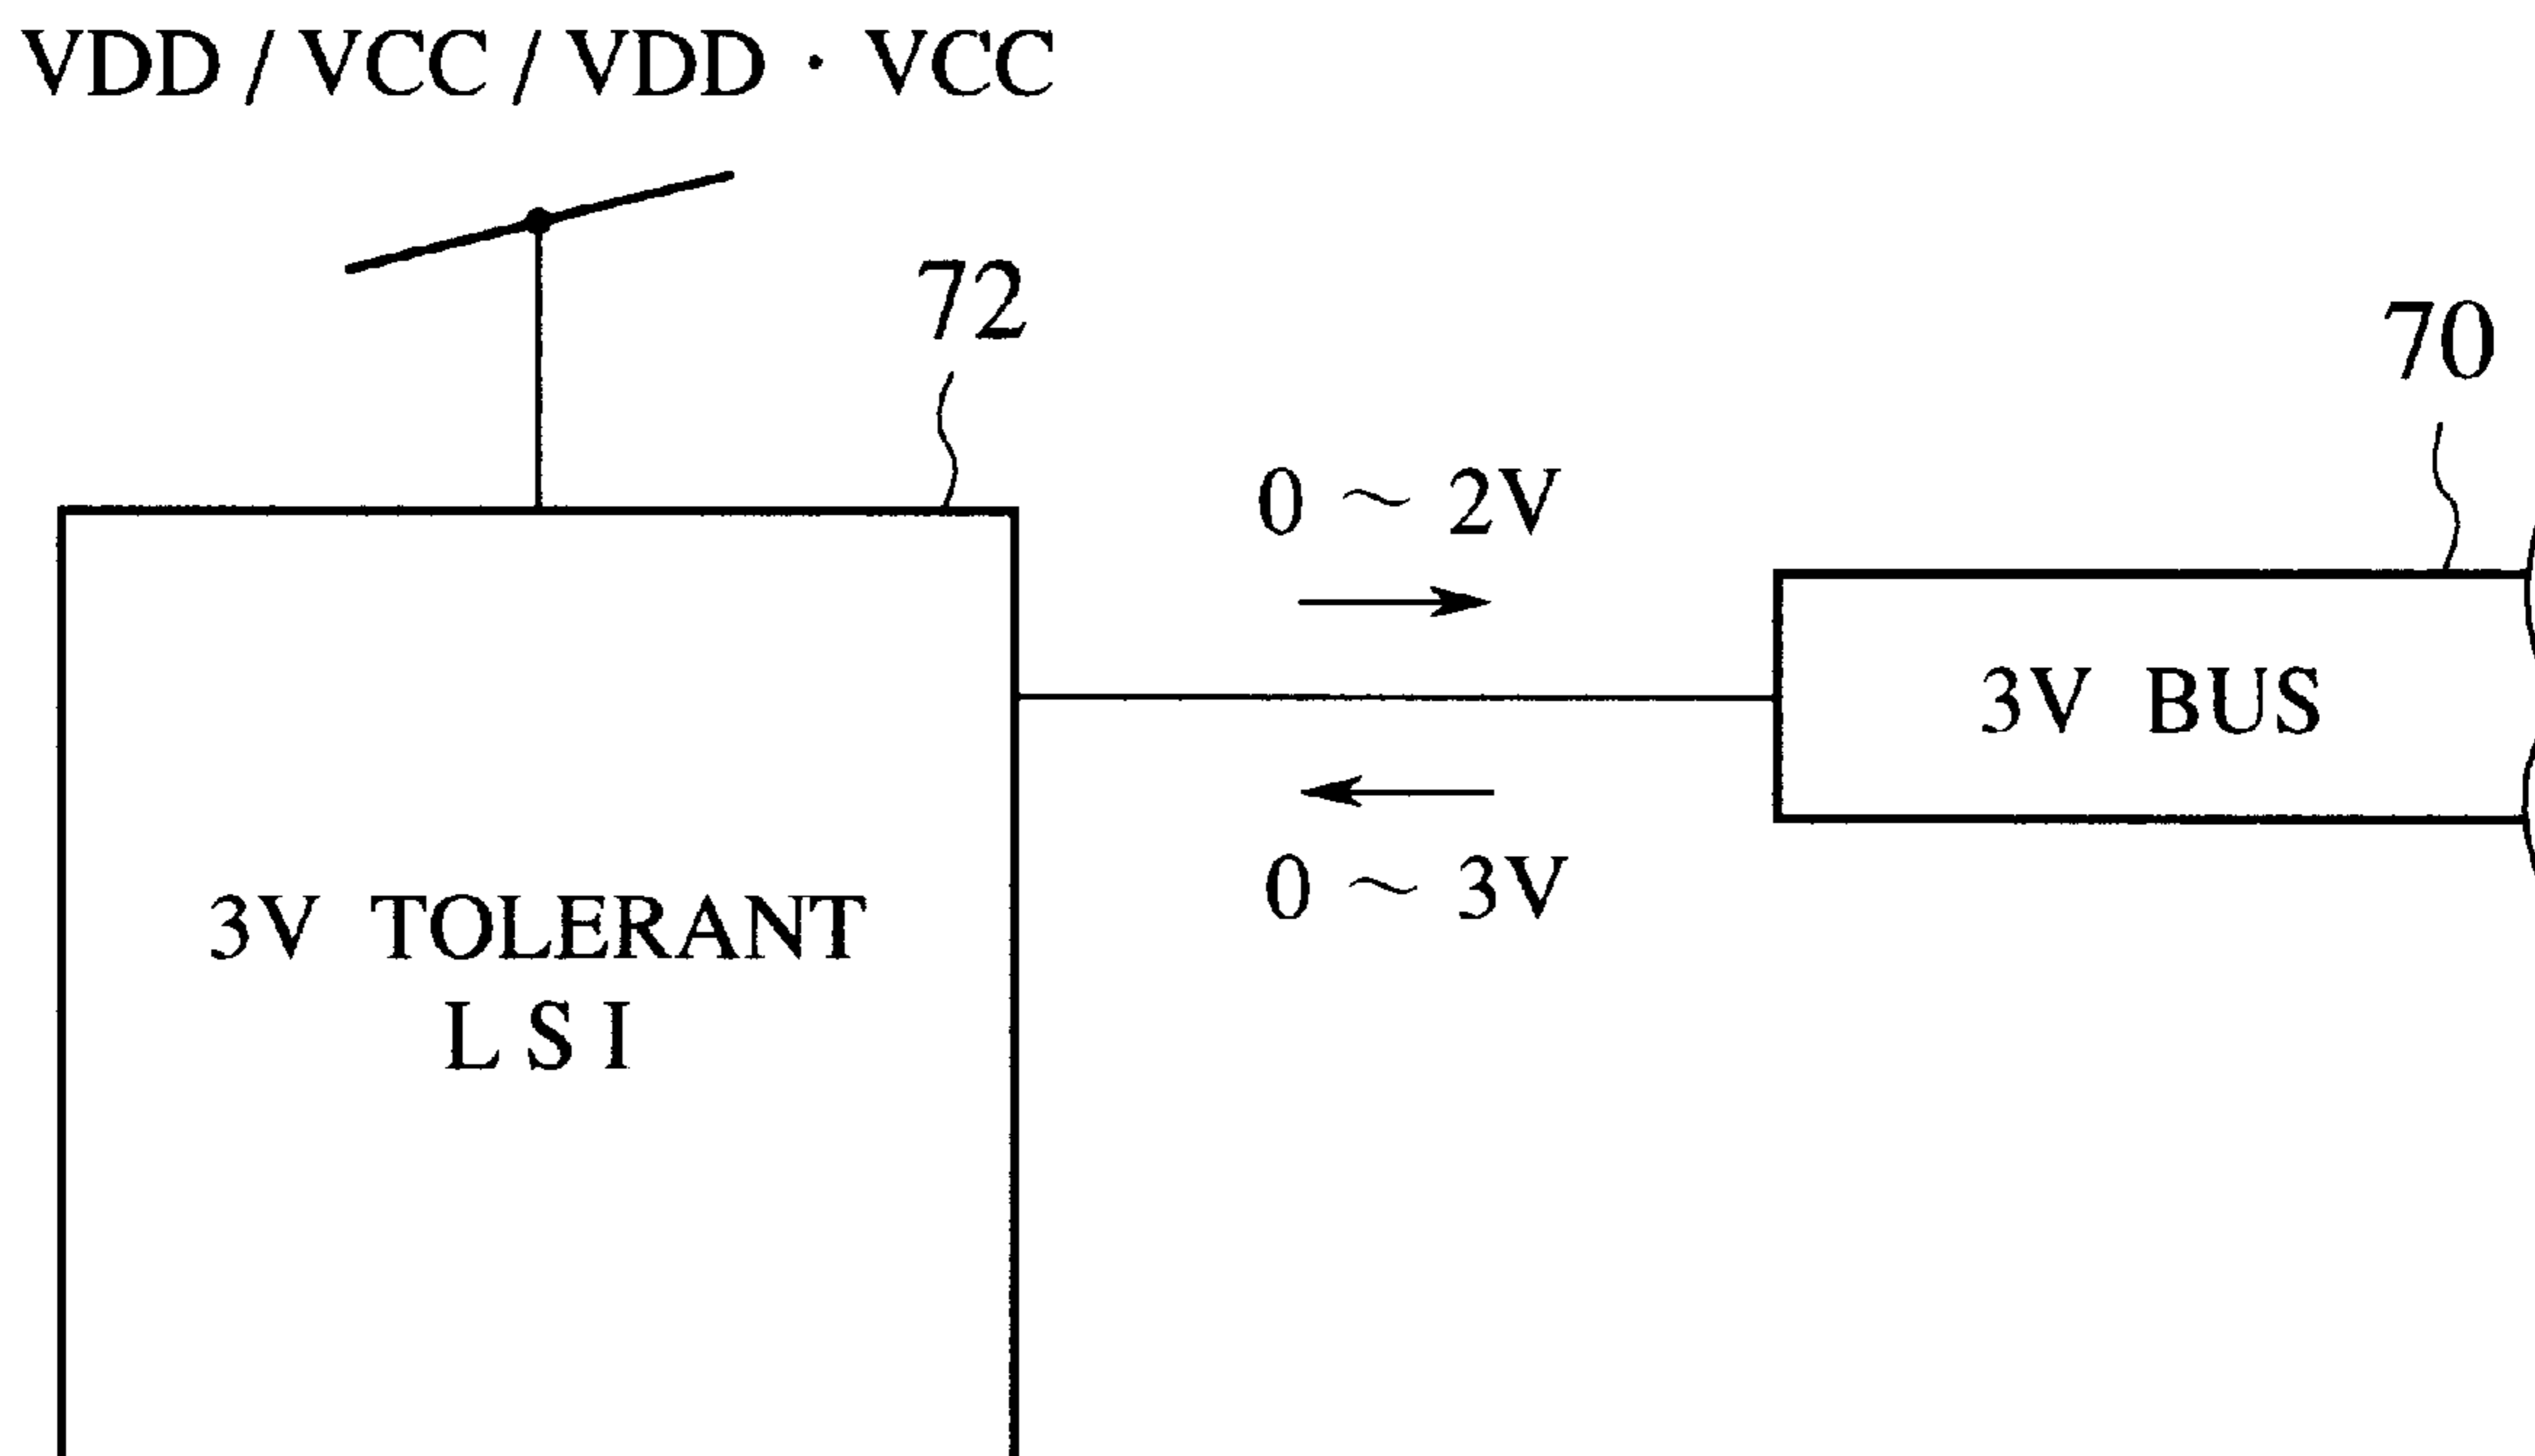 VDD / VCC / VDD · VCC
72
70
0 ~ 2V
3V BUS
0 ~ 3V
3V TOLERANT
L S I